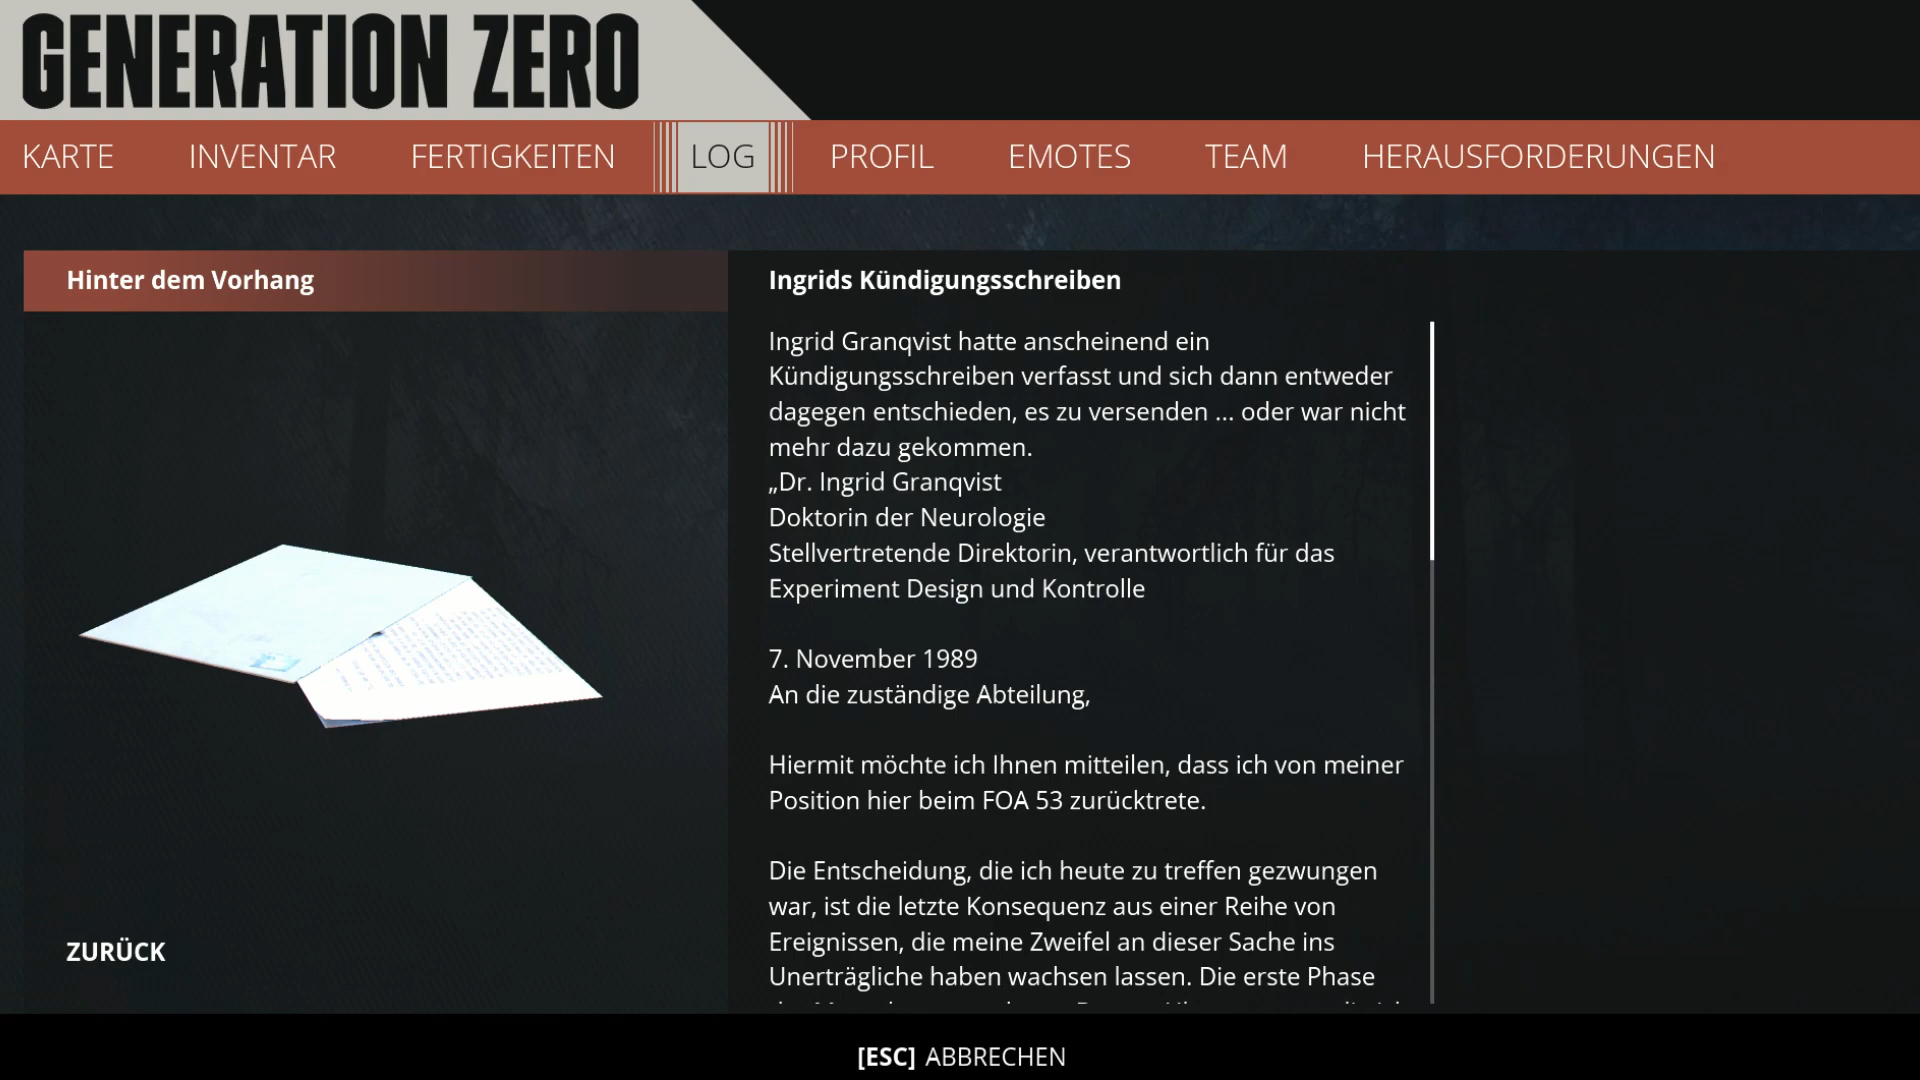 GENERATION ZERO
KARTE INVENTAR FERTIGKEITEN LOG PROFIL EMOTES TEAM HERAUSFORDERUNGEN
Hinter dem Vorhang
Ingrids Kündigungsschreiben
Ingrid Granqvist hatte anscheinend ein
Kündigungsschreiben verfasst und sich dann entweder
dagegen entschieden, es zu versenden ... oder war nicht
mehr dazu gekommen.
„Dr. Ingrid Granqvist
Doktorin der Neurologie
Stellvertretende Direktorin, verantwortlich für das
Experiment Design und Kontrolle
7. November 1989
An die zuständige Abteilung,
Hiermit möchte ich Ihnen mitteilen, dass ich von meiner
Position hier beim FOA 53 zurücktrete.
Die Entscheidung, die ich heute zu treffen gezwungen
war, ist die letzte Konsequenz aus einer Reihe von
Ereignissen, die meine Zweifel an dieser Sache ins
Unerträgliche haben wachsen lassen. Die erste Phase
ZURÜCK
[ESC] ABBRECHEN